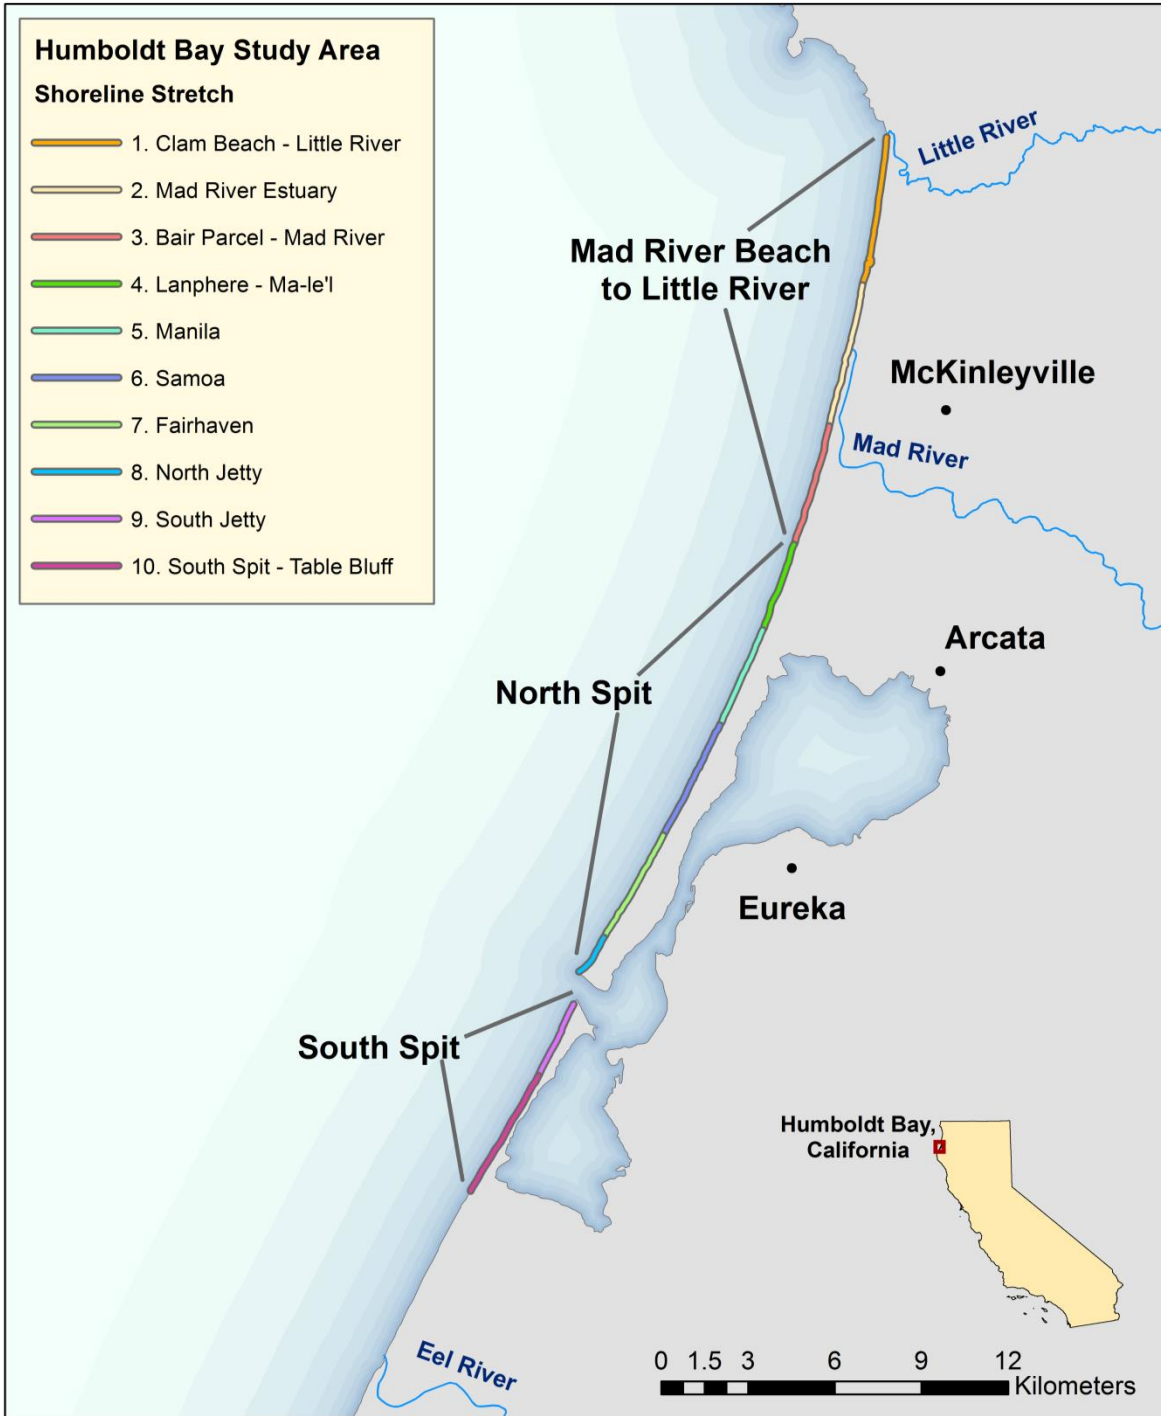 Humboldt Bay Study Area
Shoreline Stretch
1. Clam Beach - Little River
2. Mad River Estuary
3. Bair Parcel - Mad River
4. Lanphere - Ma-le'l
5. Manila
6. Samoa
7. Fairhaven
8. North Jetty
9. South Jetty
10. South Spit - Table Bluff
Little River
Mad River Beach
to Little River
McKinleyville
Mad River
Arcata
North Spit
Eureka
South Spit
Humboldt Bay,
California
Eel River
0 1.5 3 6 9 12
Kilometers